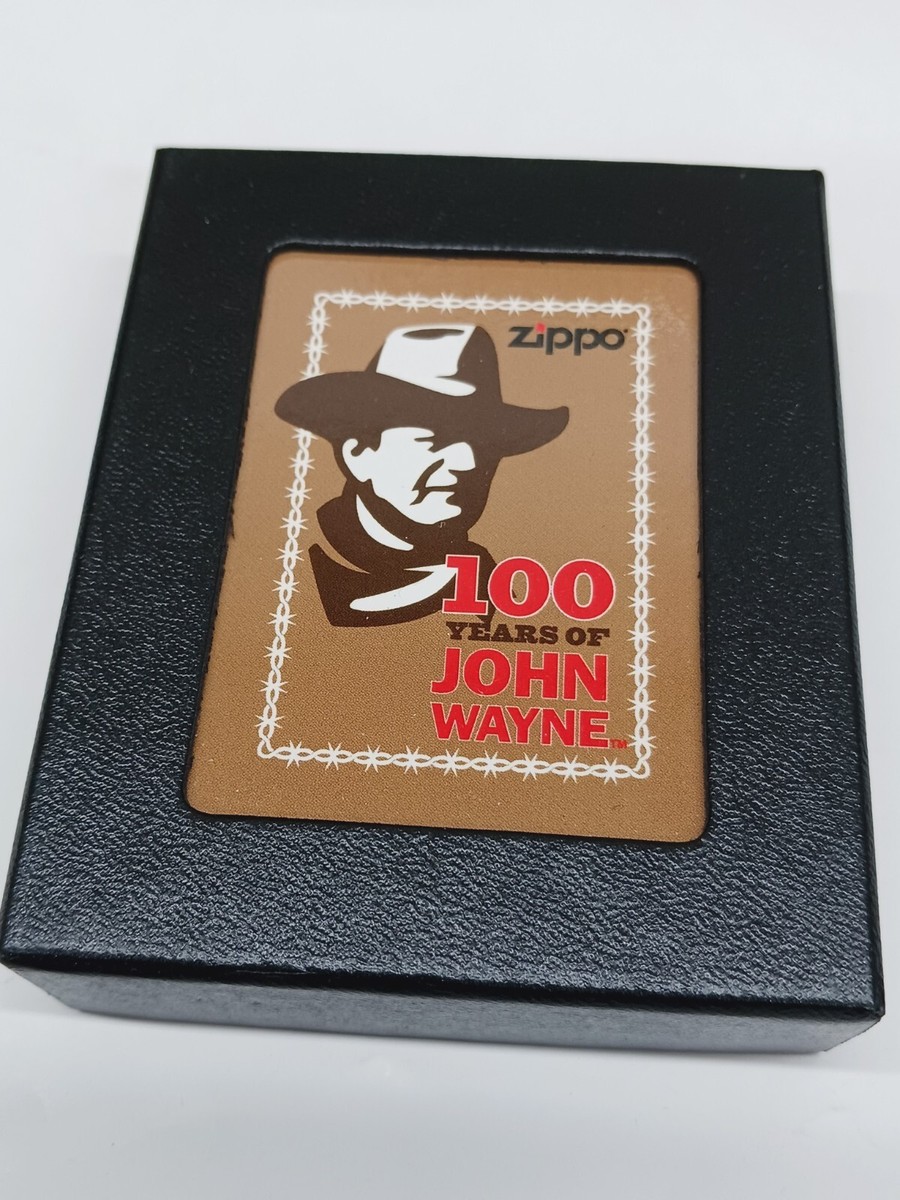 zippo
100
YEARS OF
JOHN
WAYNE™